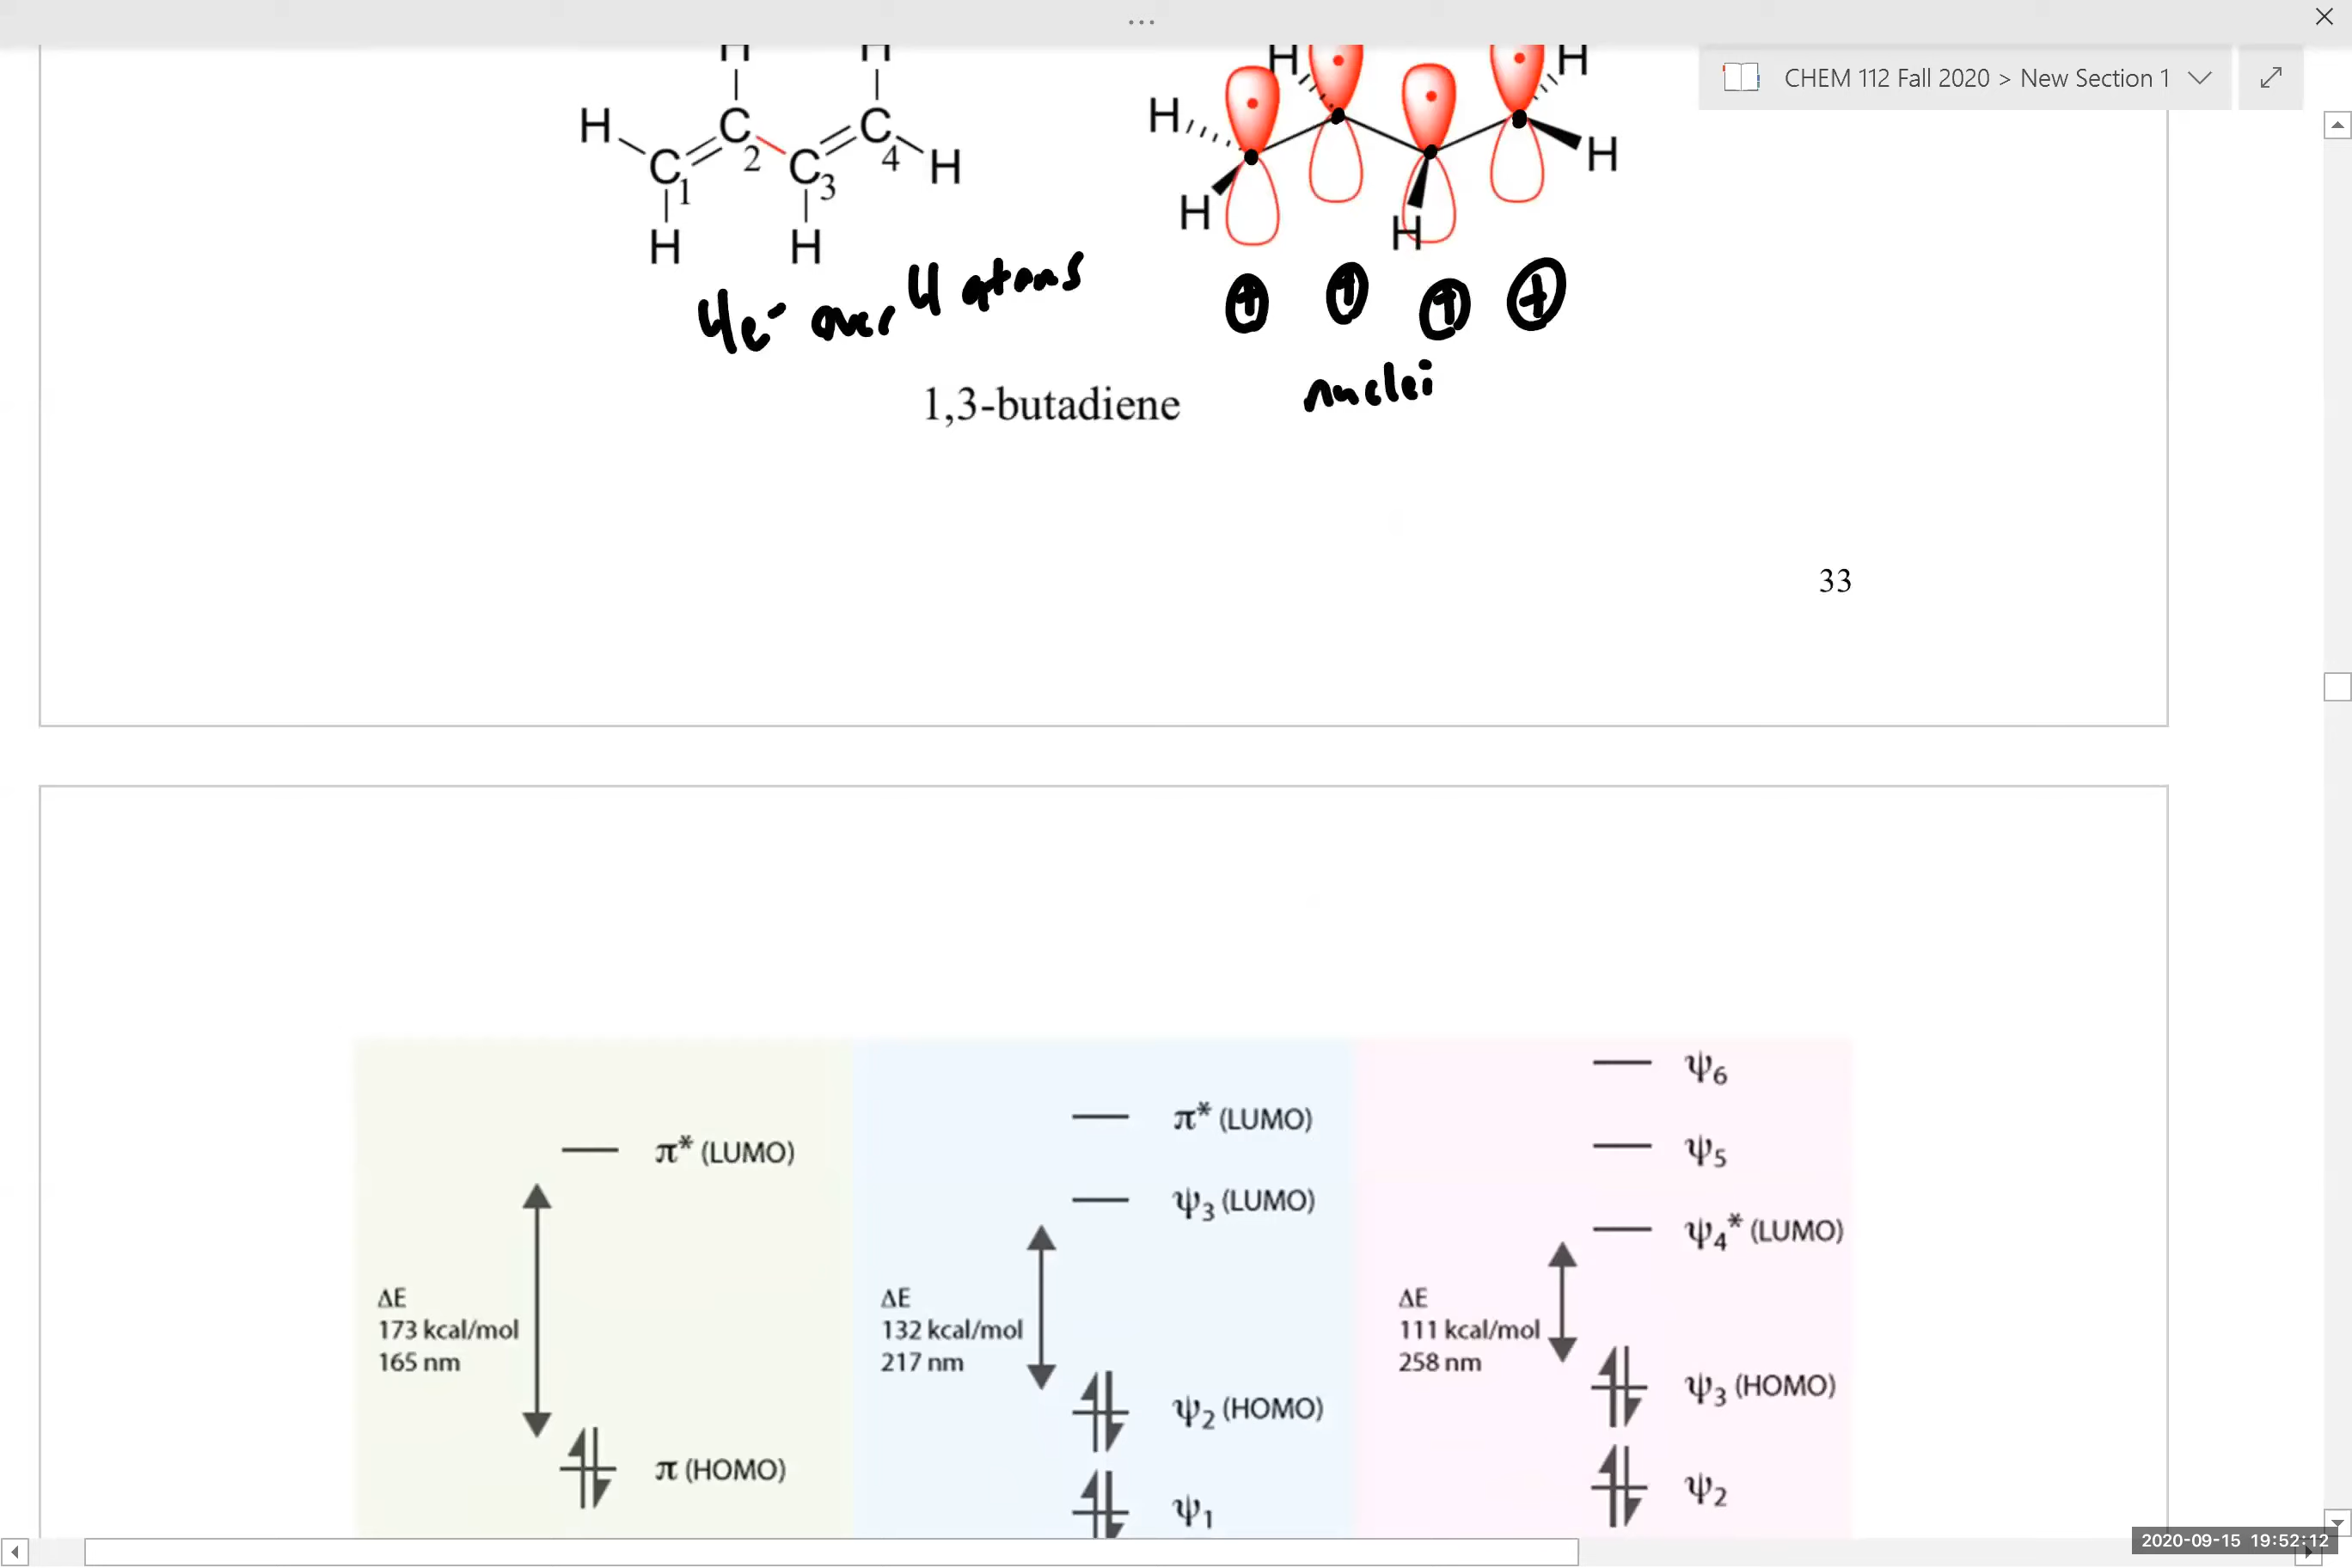 ...
CHEM 112 Fall 2020 > New Section 1
H H H H
H C C H
C 2 C 4 H
1 3
H H
H H
H H
4e- over 4 atoms
nuclei
1,3-butadiene
33
π* (LUMO)
ΔE
173 kcal/mol
165 nm
π (HOMO)
π* (LUMO)
ψ3 (LUMO)
ΔE
132 kcal/mol
217 nm
ψ2 (HOMO)
ψ1
ψ6
ψ5
ψ4* (LUMO)
ΔE
111 kcal/mol
258 nm
ψ3 (HOMO)
ψ2
2020-09-15 19:52:12